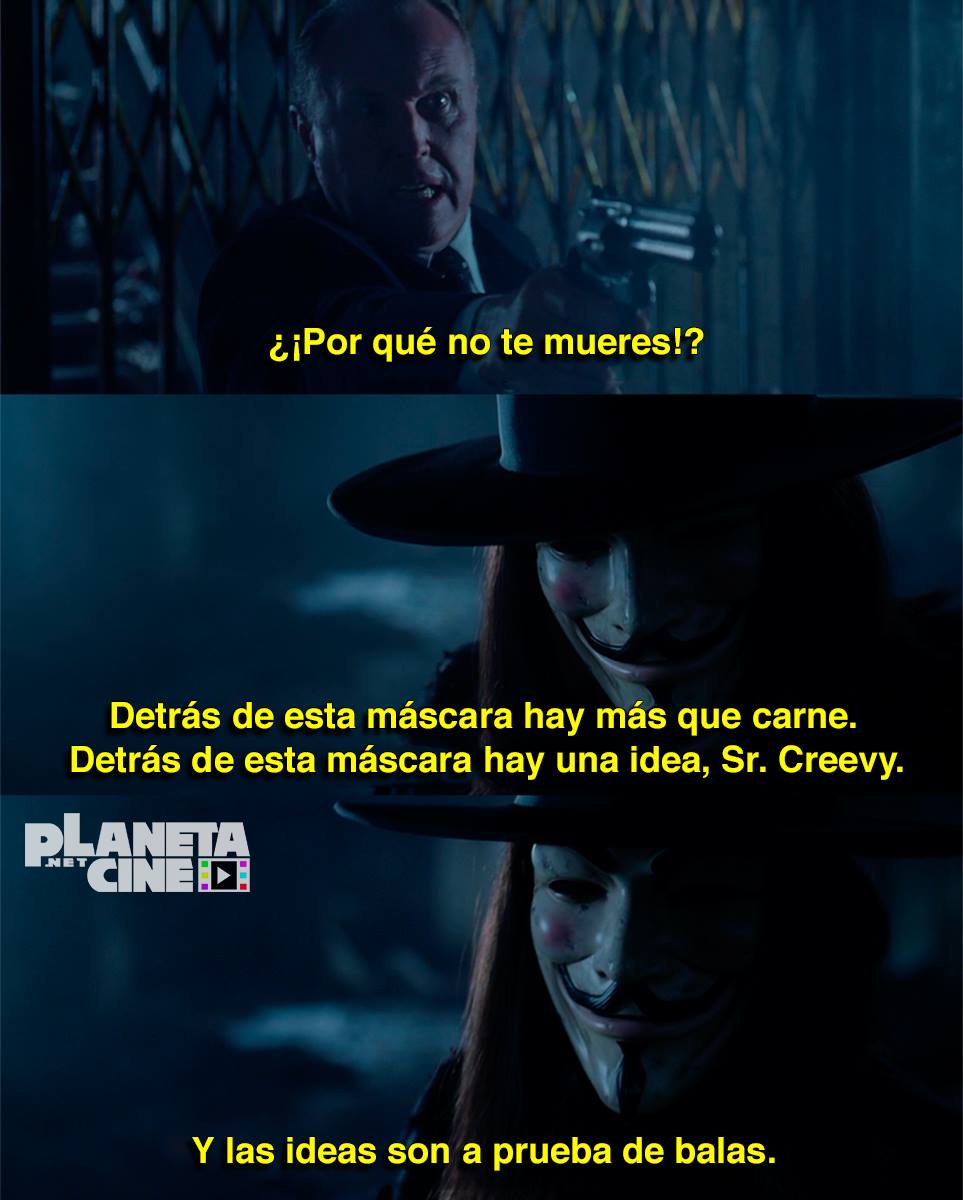 ¿¡Por qué no te mueres!?
Detrás de esta máscara hay más que carne.
Detrás de esta máscara hay una idea, Sr. Creevy.
PLANETA
.NET
CINE
Y las ideas son a prueba de balas.